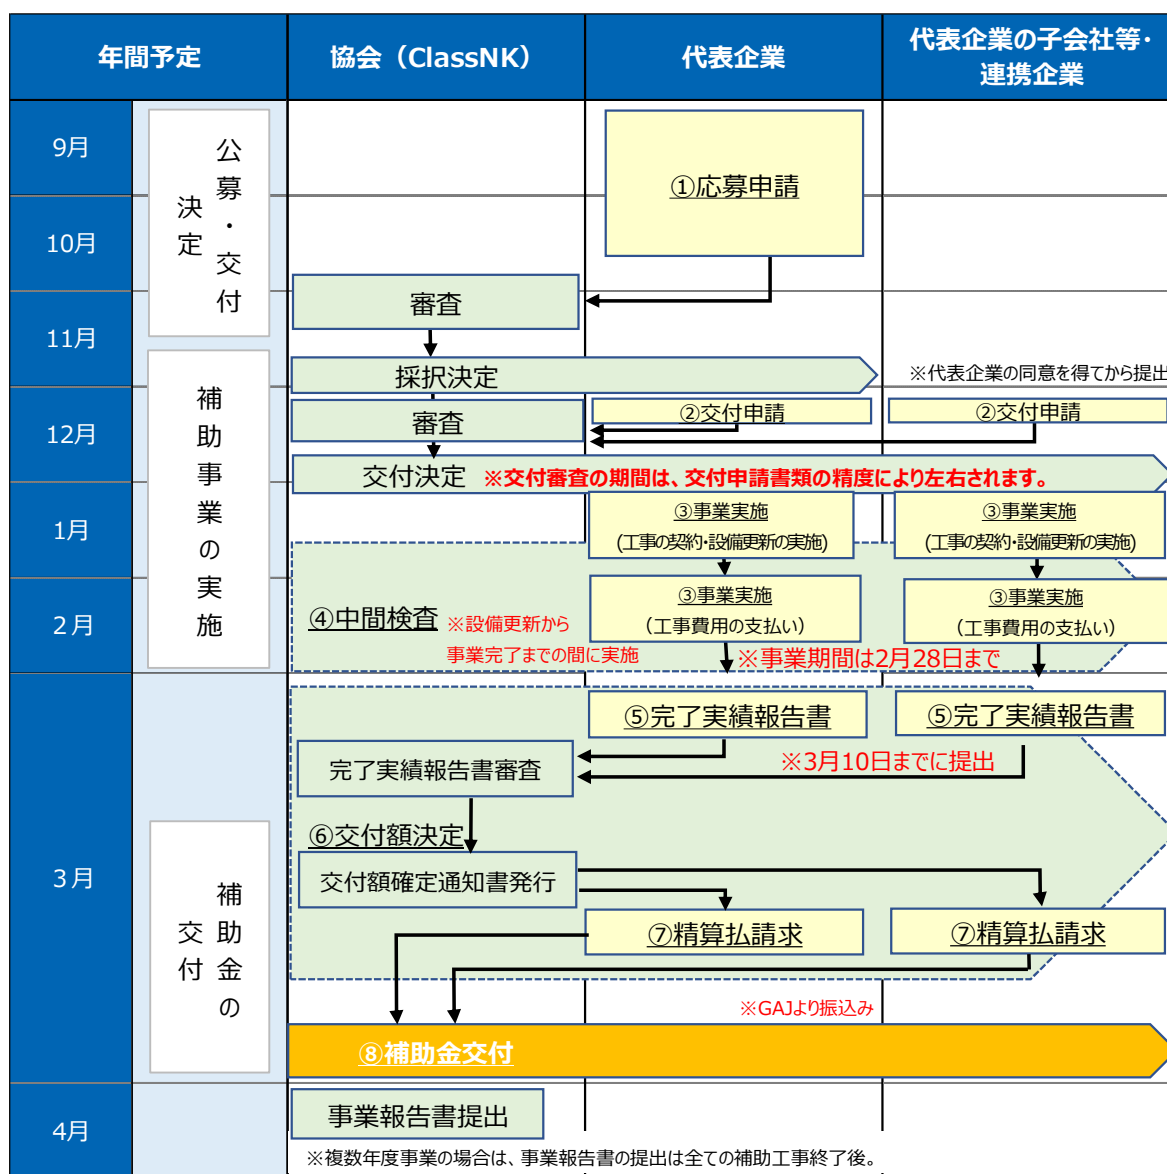 年間予定
協会（ClassNK）
代表企業
代表企業の子会社等・
連携企業
9月
10月
11月
12月
1月
２月
３月
4月
公募・交付
決定
補助事業の実施
補助金の
交付
①応募申請
審査
採択決定
※代表企業の同意を得てから提出
審査
②交付申請
②交付申請
交付決定 ※交付審査の期間は、交付申請書類の精度により左右されます。
③事業実施
(工事の契約・設備更新の実施)
③事業実施
(工事の契約・設備更新の実施)
④中間検査 ※設備更新から
事業完了までの間に実施
③事業実施
（工事費用の支払い）
③事業実施
（工事費用の支払い）
※事業期間は2月28日まで
⑤完了実績報告書
⑤完了実績報告書
完了実績報告書審査
※3月10日までに提出
⑥交付額決定
交付額確定通知書発行
⑦精算払請求
⑦精算払請求
※GAJより振込み
⑧補助金交付
事業報告書提出
※複数年度事業の場合は、事業報告書の提出は全ての補助工事終了後。